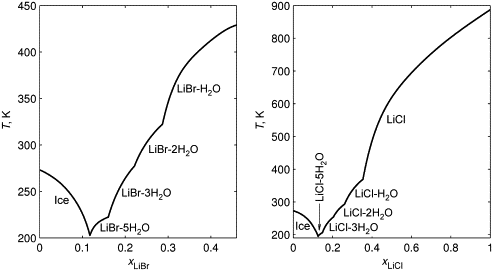 450
400
350
300
250
200
T, K
0
0.1
0.2
0.3
0.4
xLiBr
LiBr-H2O
LiBr-2H2O
LiBr-3H2O
LiBr-5H2O
Ice
900
800
700
600
500
400
300
200
T, K
0
0.2
0.4
0.6
0.8
1
xLiCl
LiCl
LiCl-5H2O
LiCl-H2O
LiCl-2H2O
LiCl-3H2O
Ice